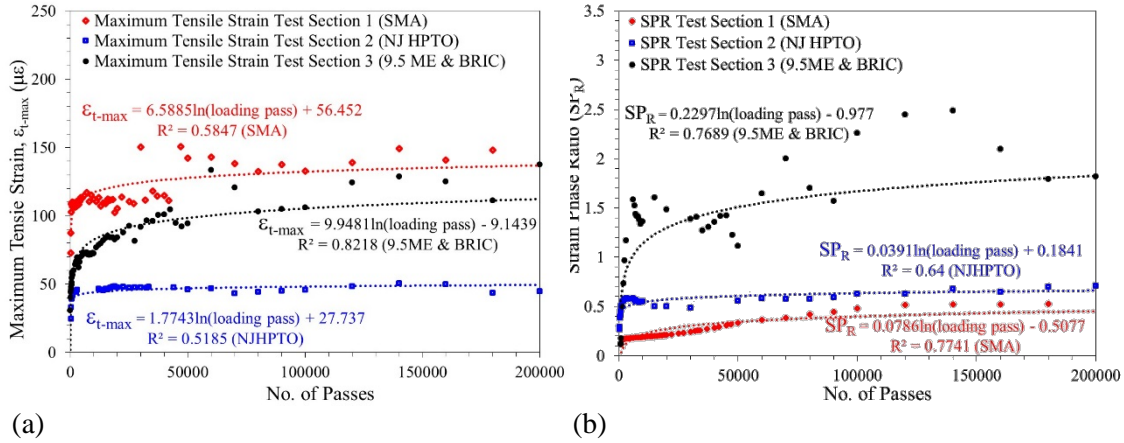 (a)
250
200
150
100
50
0
Maximum Tensile Strain, εt-max (με)
Maximum Tensile Strain Test Section 1 (SMA)
Maximum Tensile Strain Test Section 2 (NJ HPTO)
Maximum Tensile Strain Test Section 3 (9.5 ME & BRIC)
εt-max = 6.5885ln(loading pass) + 56.452
R² = 0.5847 (SMA)
εt-max = 9.9481ln(loading pass) - 9.1439
R² = 0.8218 (9.5ME & BRIC)
εt-max = 1.7743ln(loading pass) + 27.737
R² = 0.5185 (NJHPTO)
0 50000 100000 150000 200000
No. of Passes
(b)
3.5
3
2.5
2
1.5
1
0.5
0
Strain Phase Ratio (SPR)
SPR Test Section 1 (SMA)
SPR Test Section 2 (NJ HPTO)
SPR Test Section 3 (9.5ME & BRIC)
SPR = 0.2297ln(loading pass) - 0.977
R² = 0.7689 (9.5ME & BRIC)
SPR = 0.0391ln(loading pass) + 0.1841
R² = 0.64 (NJHPTO)
SPR = 0.0786ln(loading pass) - 0.5077
R² = 0.7741 (SMA)
0 50000 100000 150000 200000
No. of Passes